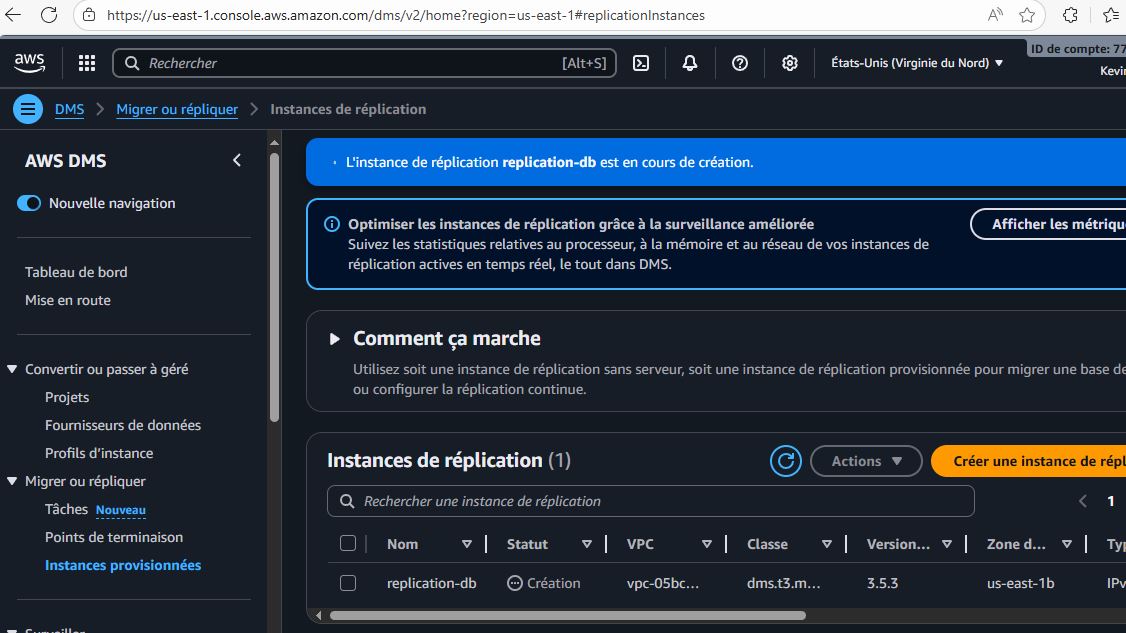 https://us-east-1.console.aws.amazon.com/dms/v2/home?region=us-east-1#replicationInstances
aws
Rechercher
[Alt+S]
États-Unis (Virginie du Nord) ▼
ID de compte: 77
Kevin
DMS > Migrer ou répliquer > Instances de réplication
AWS DMS
Nouvelle navigation
Tableau de bord
Mise en route
Convertir ou passer à géré
Projets
Fournisseurs de données
Profils d'instance
Migrer ou répliquer
Tâches Nouveau
Points de terminaison
Instances provisionnées
L'instance de réplication replication-db est en cours de création.
Optimiser les instances de réplication grâce à la surveillance améliorée
Suivez les statistiques relatives au processeur, à la mémoire et au réseau de vos instances de
réplication actives en temps réel, le tout dans DMS.
Afficher les métriqu
Comment ça marche
Utilisez soit une instance de réplication sans serveur, soit une instance de réplication provisionnée pour migrer une base de
ou configurer la réplication continue.
Instances de réplication (1)
Actions
Créer une instance de répl
Rechercher une instance de réplication
1
Nom Statut VPC Classe Version... Zone d... Typ
replication-db Création vpc-05bc... dms.t3.m... 3.5.3 us-east-1b IPv